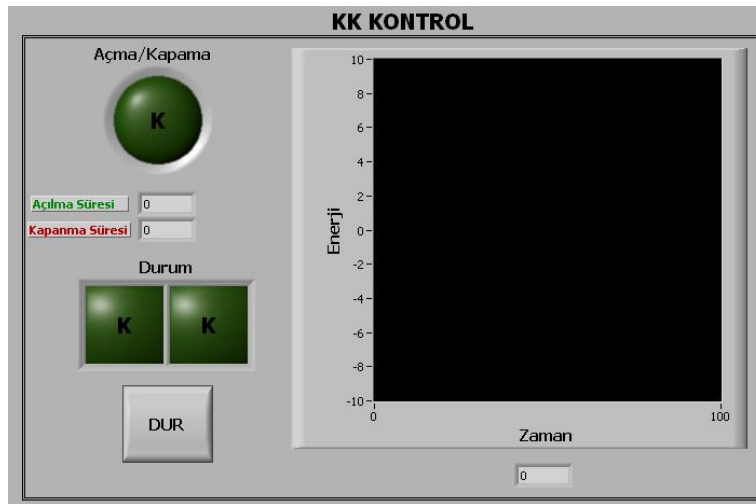 KK KONTROL
Açma/Kapama
K
Açılma Süresi 0
Kapanma Süresi 0
Durum
K K
DUR
Enerji
10
8
6
4
2
0
-2
-4
-6
-8
-10
0 100
Zaman
0